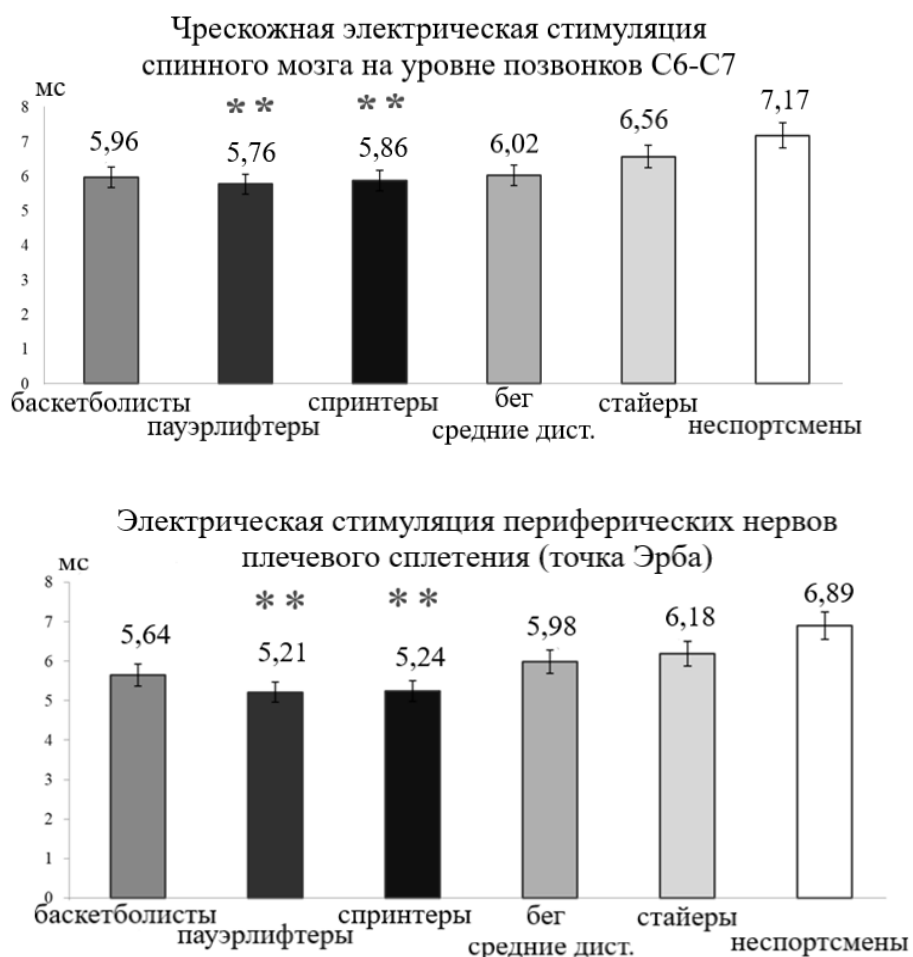 Чрескожная электрическая стимуляция
спинного мозга на уровне позвонков С6-С7
мс
8
7
6
5
4
3
2
1
0
5,96
* *
5,76
* *
5,86
6,02
6,56
7,17
баскетболисты
пауэрлифтеры
спринтеры
бег
средние дист.
стайеры
неспортсмены
Электрическая стимуляция периферических нервов
плечевого сплетения (точка Эрба)
мс
8
7
6
5
4
3
2
1
0
5,64
* *
5,21
* *
5,24
5,98
6,18
6,89
баскетболисты
пауэрлифтеры
спринтеры
бег
средние дист.
стайеры
неспортсмены